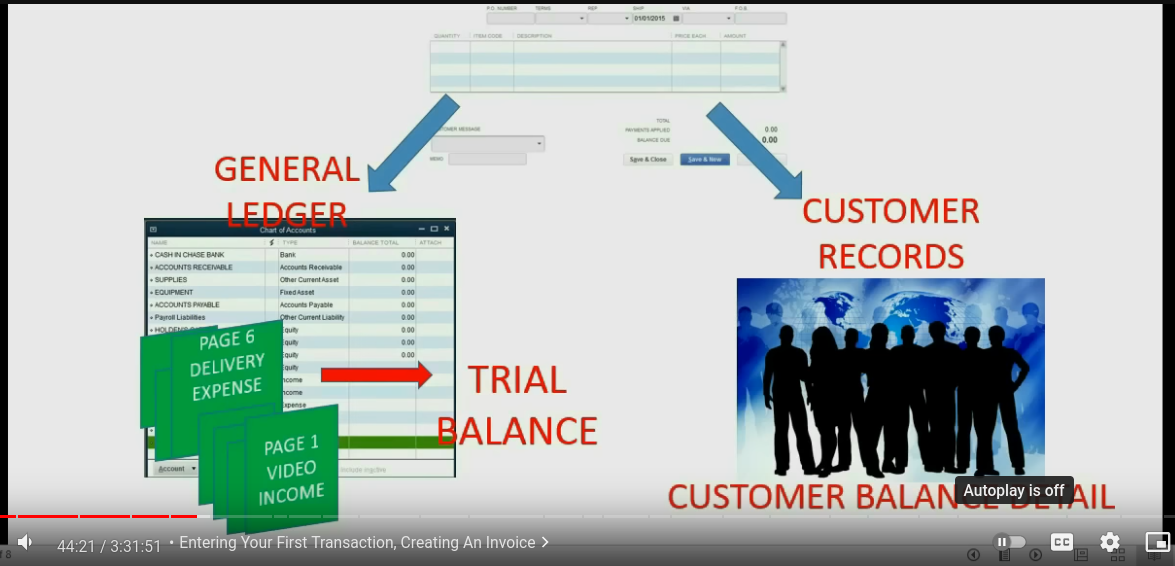 P.O. NUMBER TERMS REP SHIP VIA F.O.B.
01/01/2015
QUANTITY ITEM CODE DESCRIPTION PRICE EACH AMOUNT
TOTAL
CUSTOMER MESSAGE PAYMENTS APPLIED 0.00
BALANCE DUE 0.00
MEMO Save & Close Save & New
GENERAL
LEDGER
CUSTOMER
RECORDS
Chart of Accounts
NAME TYPE BALANCE TOTAL ATTACH
CASH IN CHASE BANK Bank 0.00
ACCOUNTS RECEIVABLE Accounts Receivable 0.00
SUPPLIES Other Current Asset 0.00
EQUIPMENT Fixed Asset 0.00
ACCOUNTS PAYABLE Accounts Payable 0.00
Payroll Liabilities Other Current Liability 0.00
Equity 0.00
Equity 0.00
Equity 0.00
Equity
Income
Income
Expense
PAGE 6
DELIVERY
EXPENSE
TRIAL
BALANCE
PAGE 1
VIDEO
INCOME
Account
CUSTOMER BALANCE DETAIL
Autoplay is off
44:21 / 3:31:51 • Entering Your First Transaction, Creating An Invoice
CC
of 8